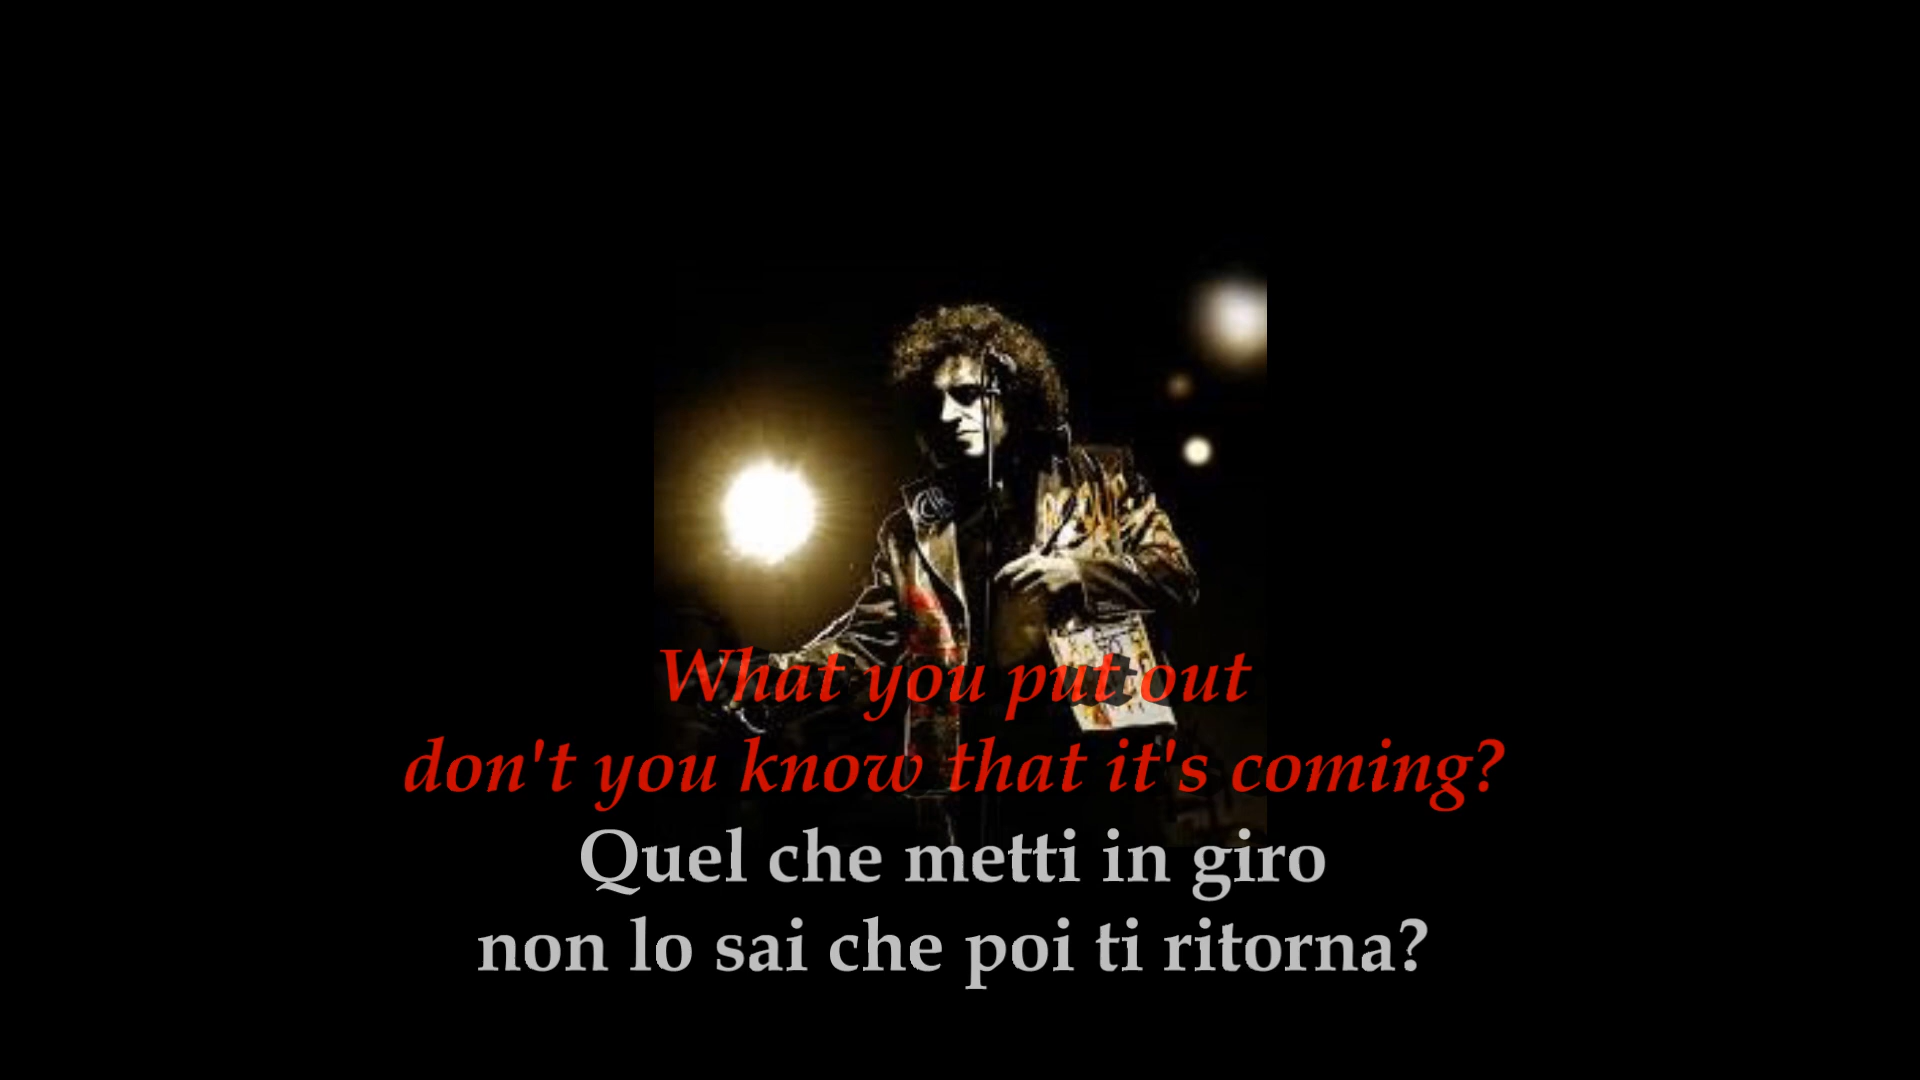 What you put out
don't you know that it's coming?
Quel che metti in giro
non lo sai che poi ti ritorna?